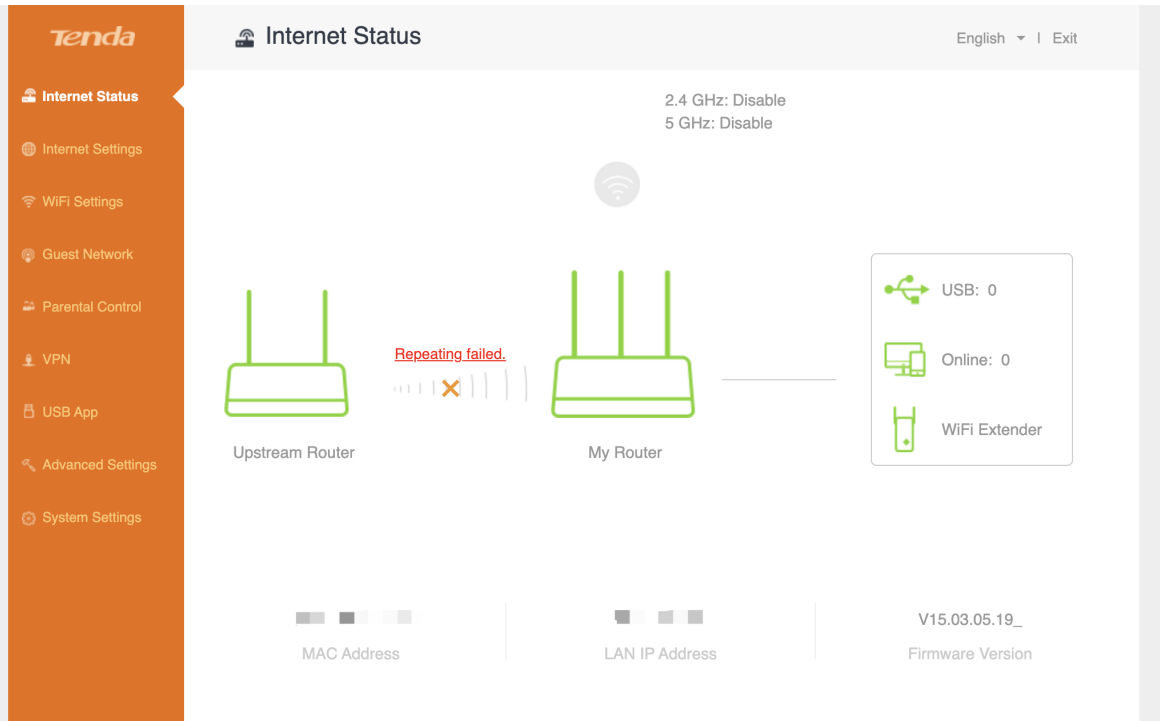 Tenda
Internet Status
English | Exit
Internet Status
Internet Settings
WiFi Settings
Guest Network
Parental Control
VPN
USB App
Advanced Settings
System Settings
2.4 GHz: Disable
5 GHz: Disable
Repeating failed.
Upstream Router
My Router
USB: 0
Online: 0
WiFi Extender
MAC Address
LAN IP Address
V15.03.05.19_
Firmware Version